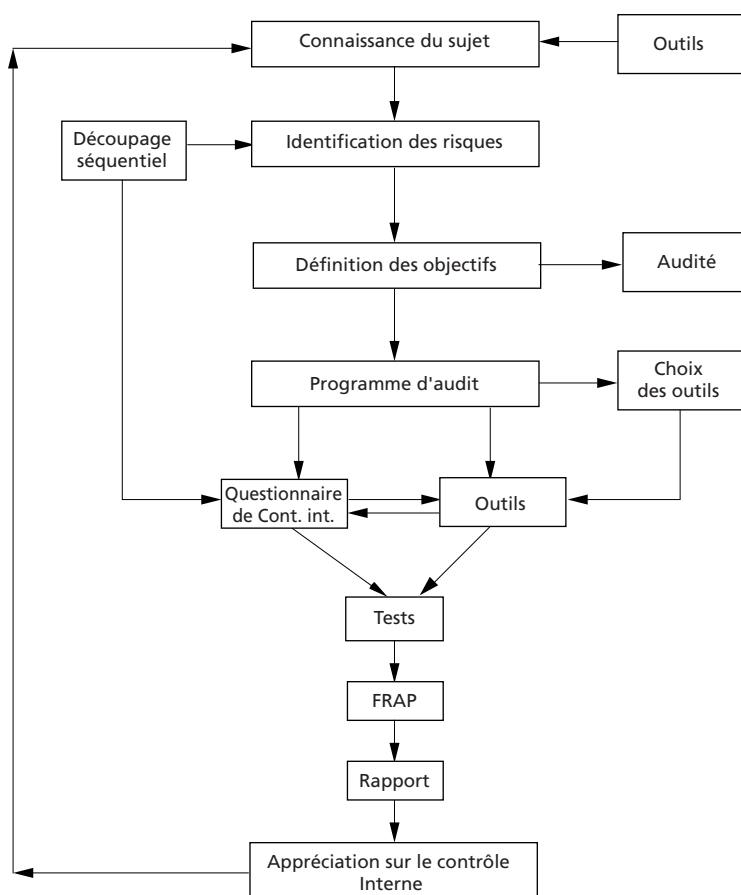 Connaissance du sujet
Outils
Découpage
séquentiel
Identification des risques
Définition des objectifs
Audité
Programme d'audit
Choix
des outils
Questionnaire
de Cont. int.
Outils
Tests
FRAP
Rapport
Appréciation sur le contrôle
Interne